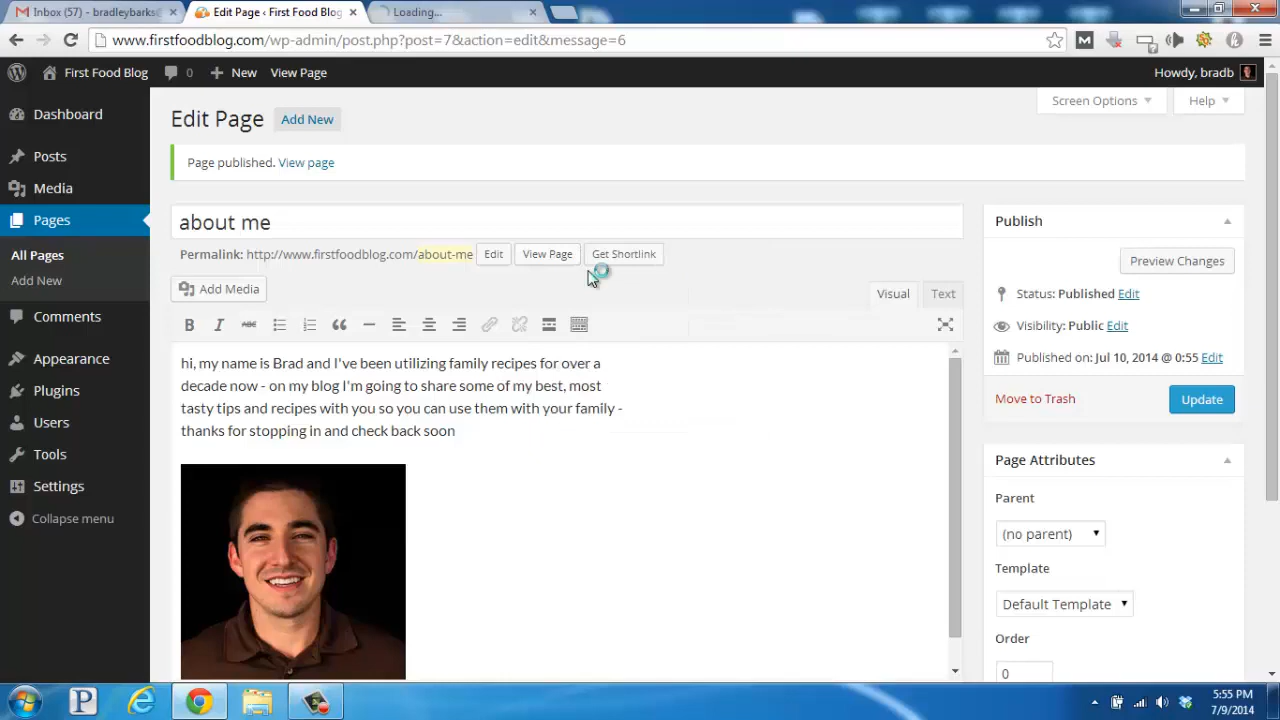 Inbox (57) - bradleybarks@
Edit Page ‹ First Food Blog
Loading...
www.firstfoodblog.com/wp-admin/post.php?post=7&action=edit&message=6
First Food Blog
0
New
View Page
Howdy, bradb
Dashboard
Posts
Media
Pages
All Pages
Add New
Comments
Appearance
Plugins
Users
Tools
Settings
Collapse menu
Screen Options
Help
Edit Page
Add New
Page published. View page
about me
Permalink: http://www.firstfoodblog.com/about-me
Edit
View Page
Get Shortlink
Add Media
Visual
Text
B I ABC
hi, my name is Brad and I've been utilizing family recipes for over a
decade now - on my blog I'm going to share some of my best, most
tasty tips and recipes with you so you can use them with your family -
thanks for stopping in and check back soon
Publish
Preview Changes
Status: Published Edit
Visibility: Public Edit
Published on: Jul 10, 2014 @ 0:55 Edit
Move to Trash
Update
Page Attributes
Parent
(no parent)
Template
Default Template
Order
0
5:55 PM
7/9/2014